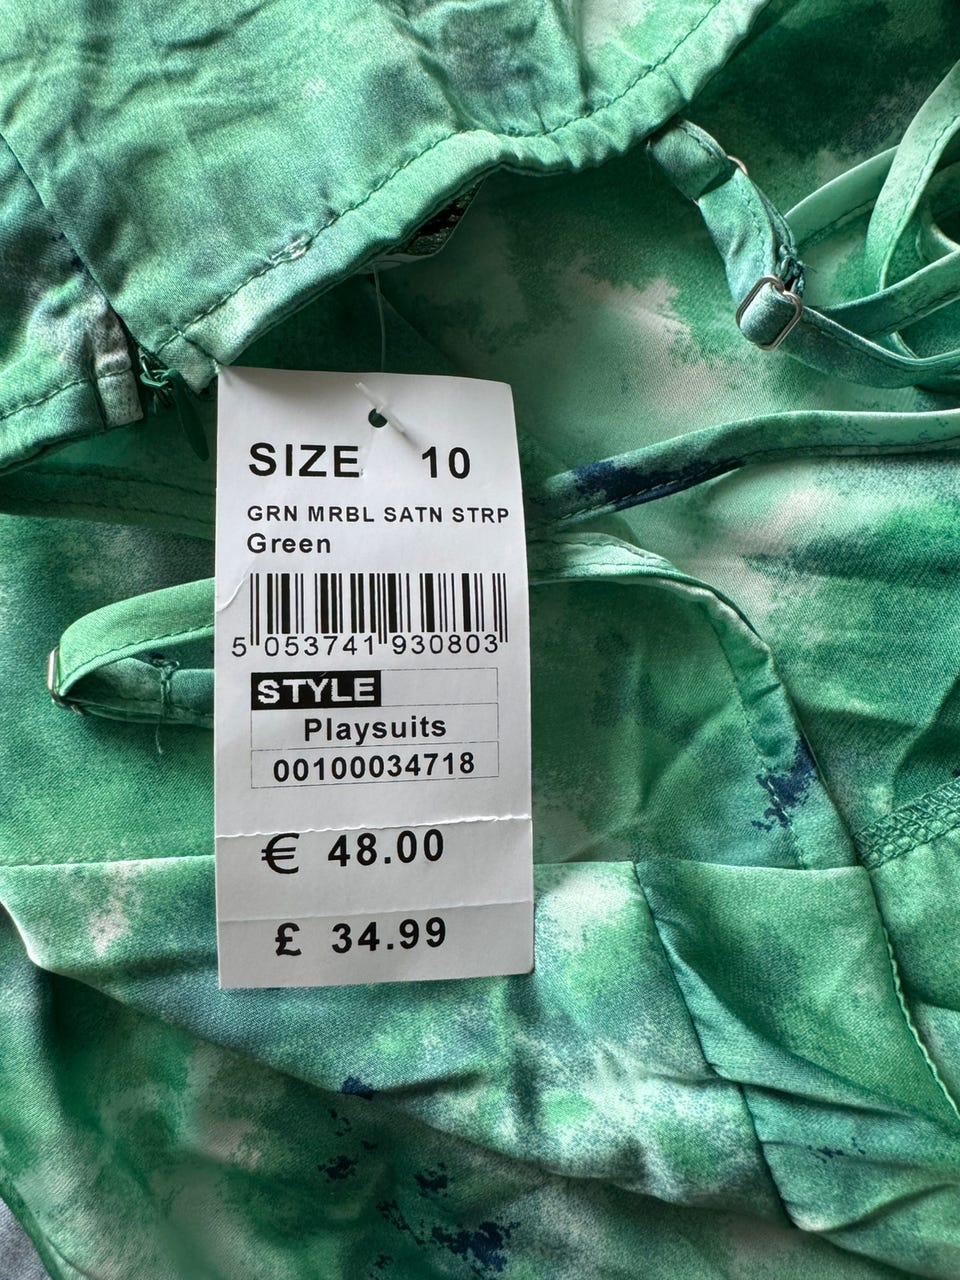 SIZE 10
GRN MRBL SATN STRP
Green
5 053741 930803
STYLE
Playsuits
00100034718
€ 48.00
£ 34.99